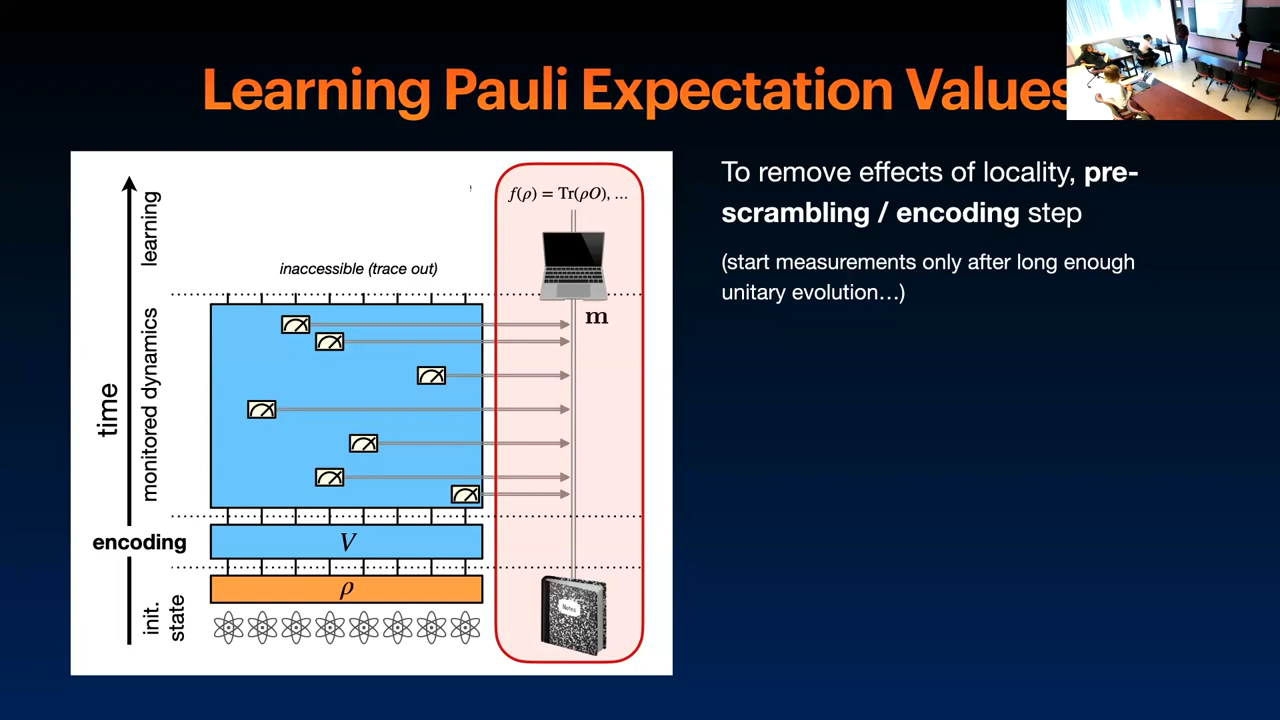 Learning Pauli Expectation Values
f(ρ) = Tr(ρO), ...
inaccessible (trace out)
m
time
learning
monitored dynamics
encoding
init.
state
V
ρ
Notes
To remove effects of locality, pre-
scrambling / encoding step
(start measurements only after long enough
unitary evolution…)